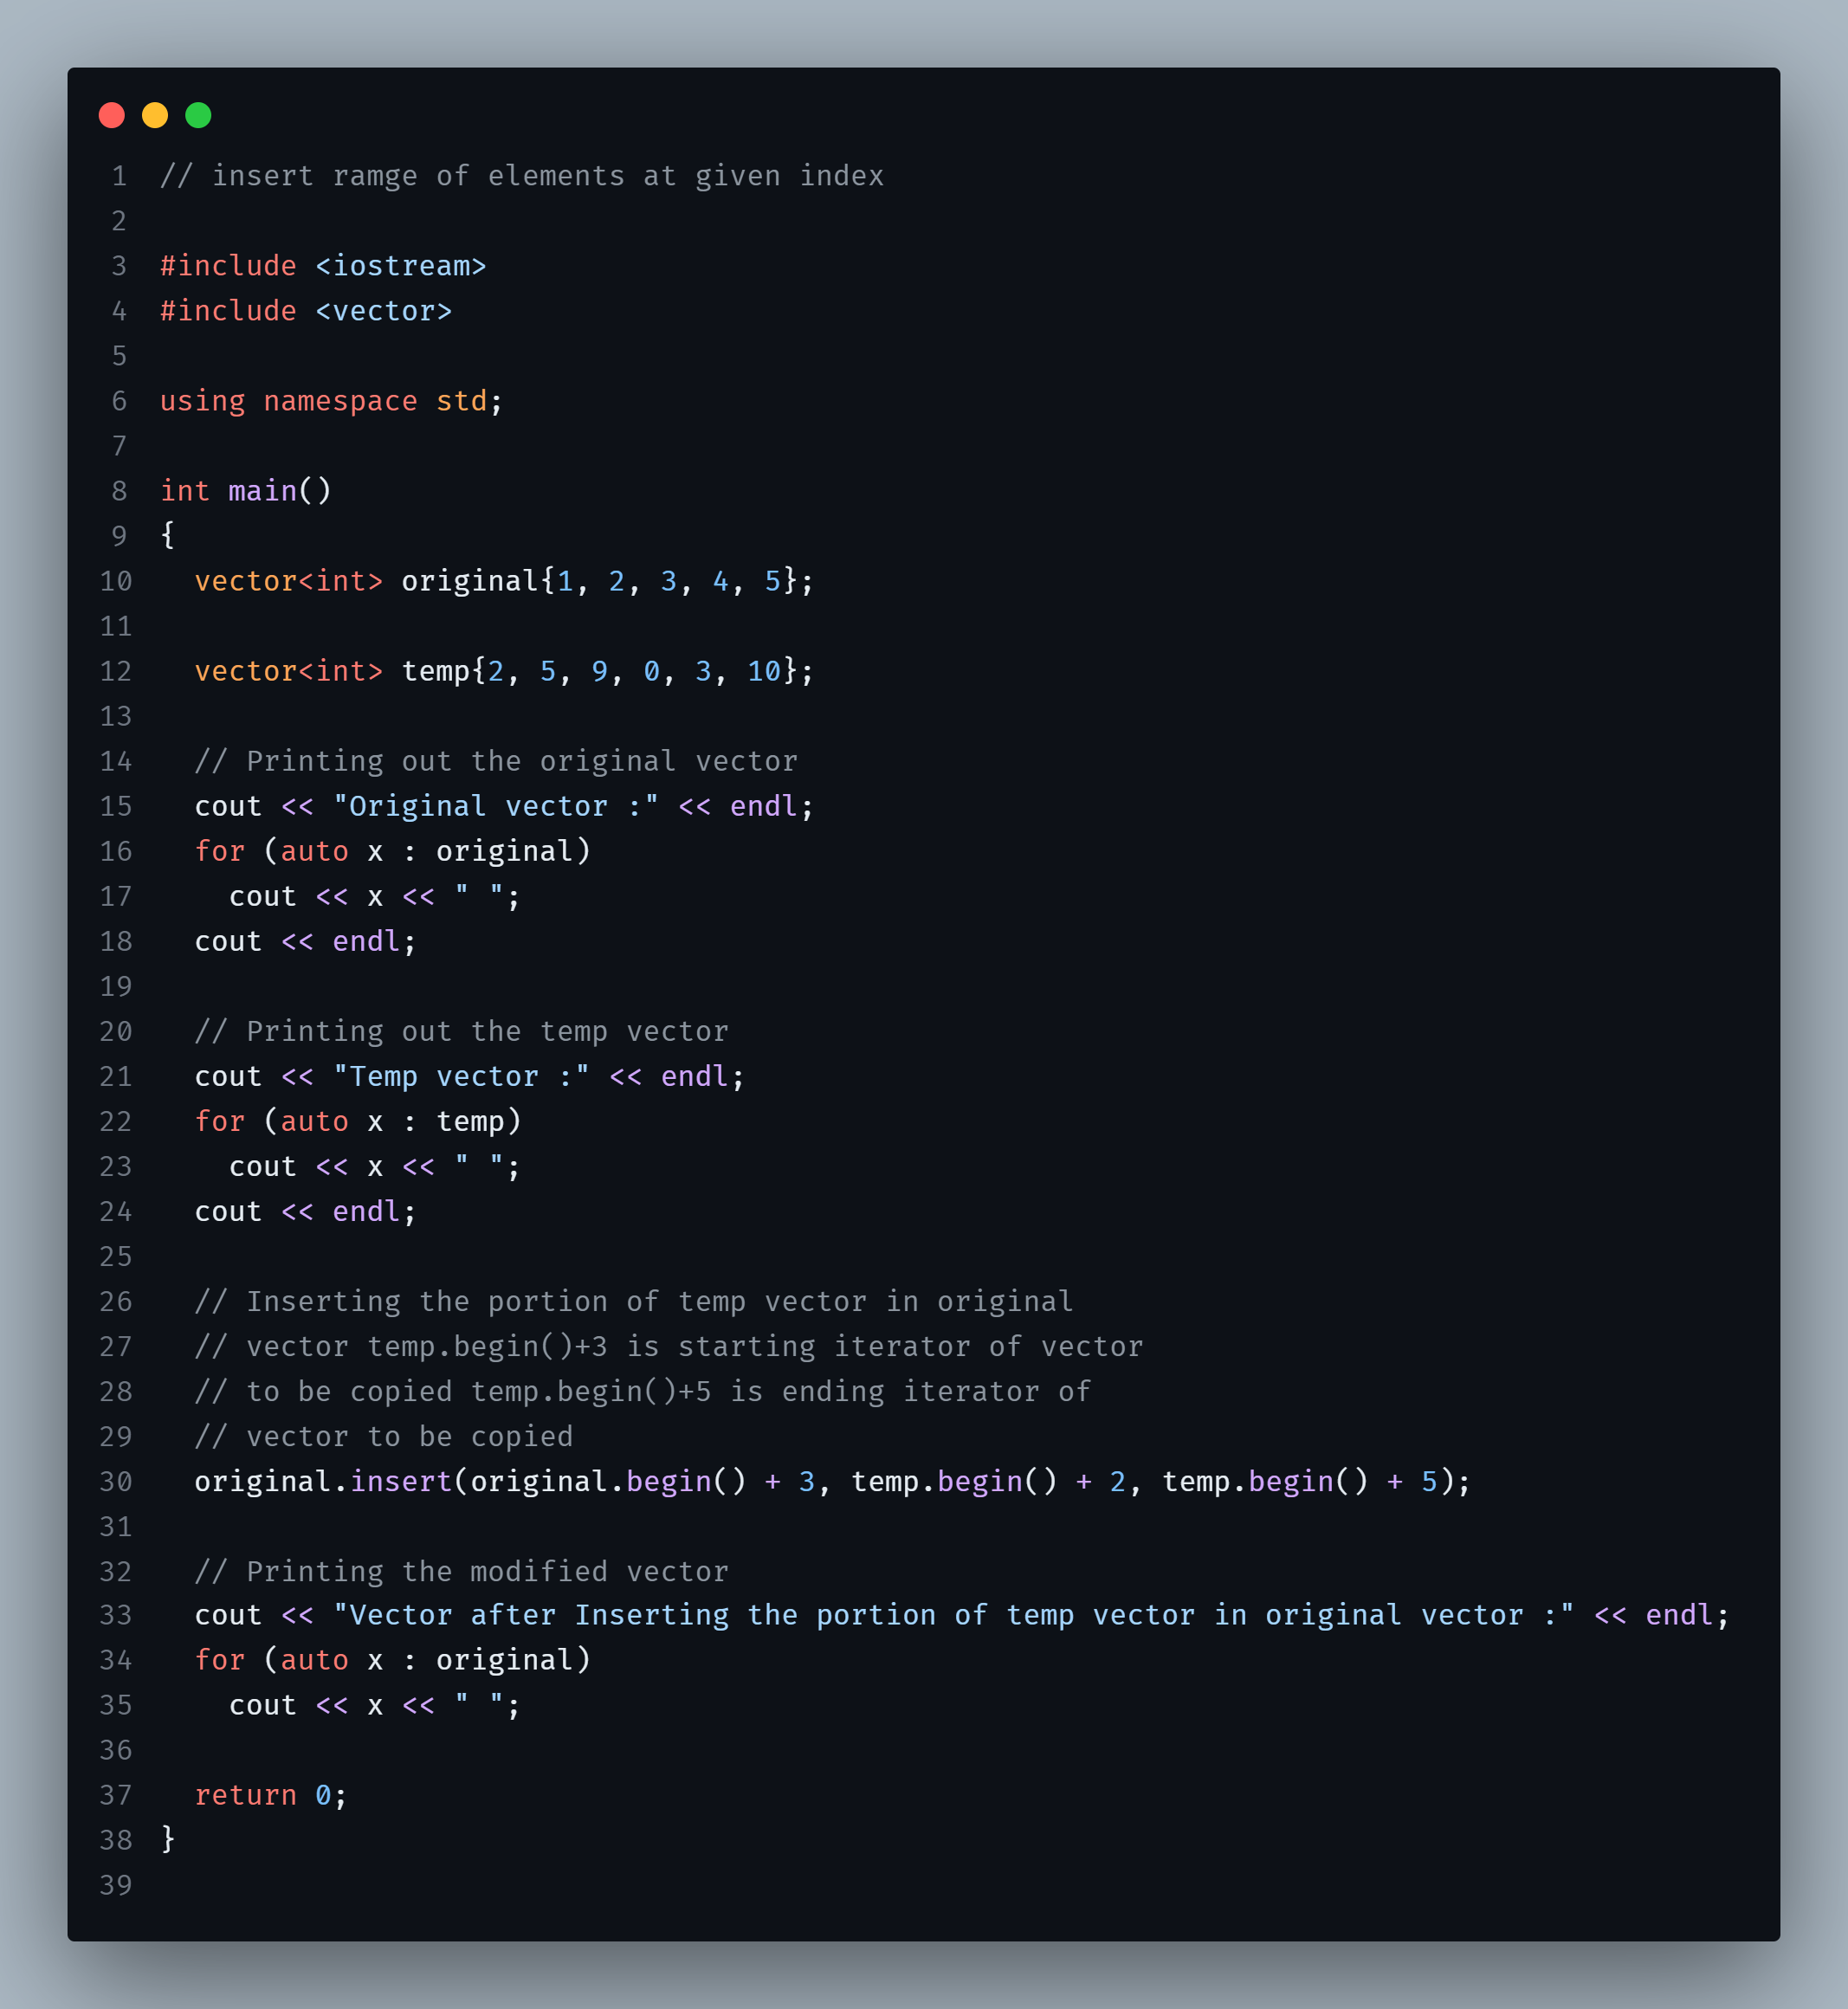 1 // insert ramge of elements at given index
2
3 #include <iostream>
4 #include <vector>
5
6 using namespace std;
7
8 int main()
9 {
10   vector<int> original{1, 2, 3, 4, 5};
11
12   vector<int> temp{2, 5, 9, 0, 3, 10};
13
14   // Printing out the original vector
15   cout << "Original vector :" << endl;
16   for (auto x : original)
17     cout << x << " ";
18   cout << endl;
19
20   // Printing out the temp vector
21   cout << "Temp vector :" << endl;
22   for (auto x : temp)
23     cout << x << " ";
24   cout << endl;
25
26   // Inserting the portion of temp vector in original
27   // vector temp.begin()+3 is starting iterator of vector
28   // to be copied temp.begin()+5 is ending iterator of
29   // vector to be copied
30   original.insert(original.begin() + 3, temp.begin() + 2, temp.begin() + 5);
31
32   // Printing the modified vector
33   cout << "Vector after Inserting the portion of temp vector in original vector :" << endl;
34   for (auto x : original)
35     cout << x << " ";
36
37   return 0;
38 }
39